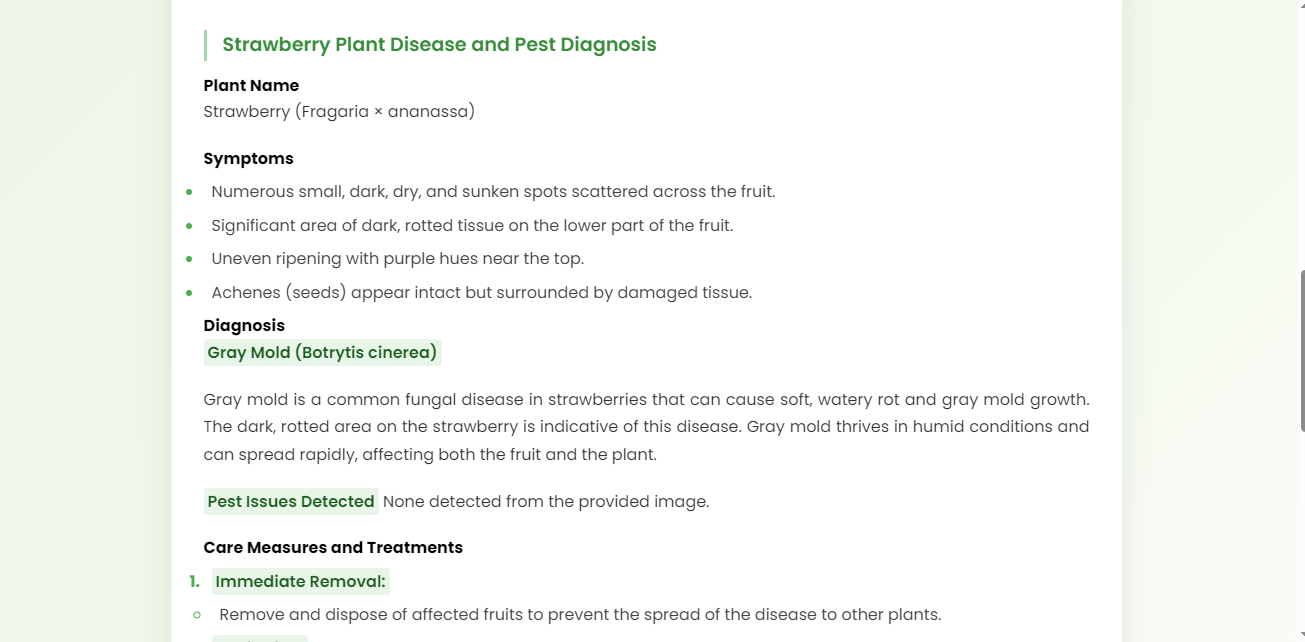 Strawberry Plant Disease and Pest Diagnosis
Plant Name
Strawberry (Fragaria × ananassa)
Symptoms
Numerous small, dark, dry, and sunken spots scattered across the fruit.
Significant area of dark, rotted tissue on the lower part of the fruit.
Uneven ripening with purple hues near the top.
Achenes (seeds) appear intact but surrounded by damaged tissue.
Diagnosis
Gray Mold (Botrytis cinerea)
Gray mold is a common fungal disease in strawberries that can cause soft, watery rot and gray mold growth.
The dark, rotted area on the strawberry is indicative of this disease. Gray mold thrives in humid conditions and
can spread rapidly, affecting both the fruit and the plant.
Pest Issues Detected None detected from the provided image.
Care Measures and Treatments
1. Immediate Removal:
Remove and dispose of affected fruits to prevent the spread of the disease to other plants.